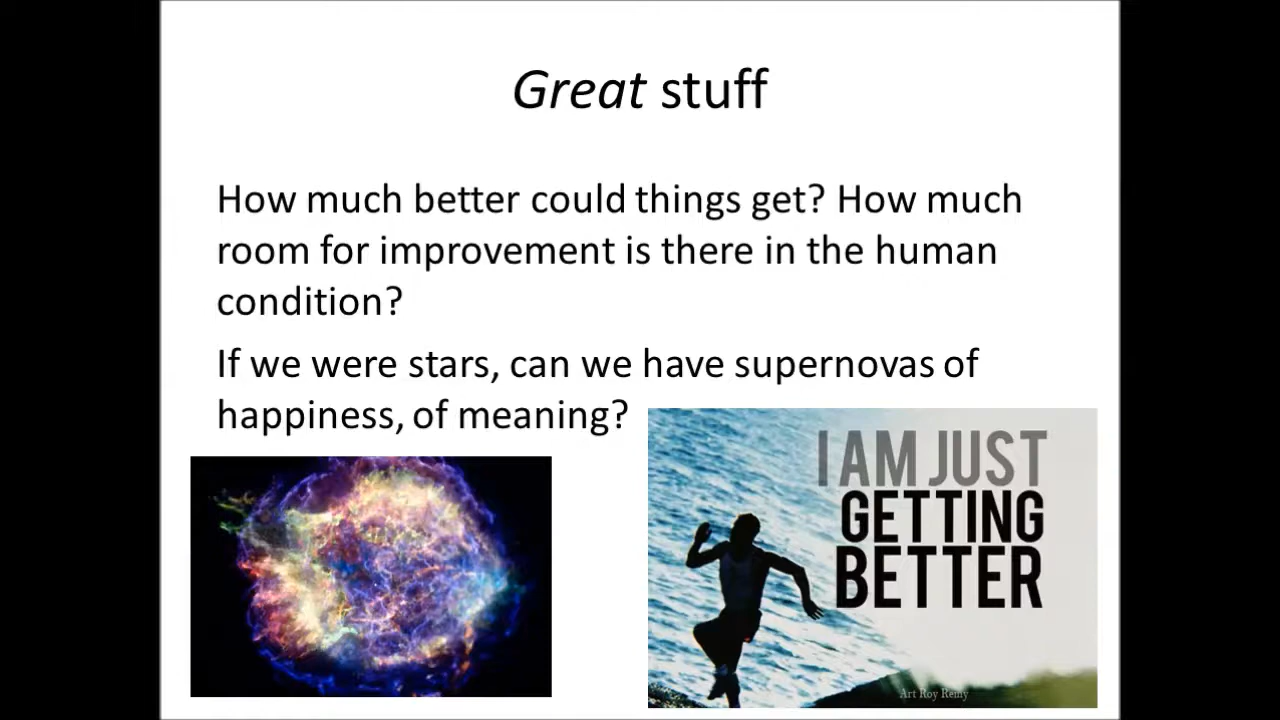 Great stuff
How much better could things get? How much
room for improvement is there in the human
condition?
If we were stars, can we have supernovas of
happiness, of meaning?
I AM JUST
GETTING
BETTER
Art Roy Remy